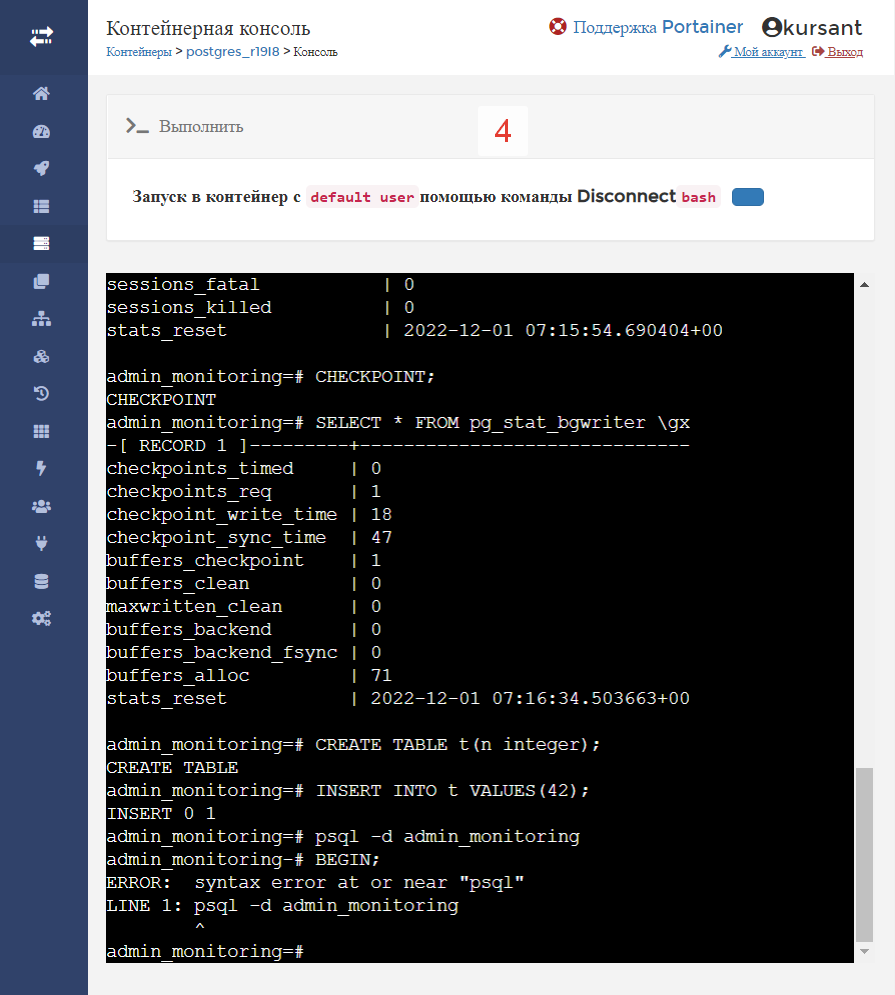 Контейнерная консоль
Поддержка Portainer kursant
Контейнеры > postgres_r19l8 > Консоль
Мой аккаунт Выход
Выполнить
4
Запуск в контейнер с default user помощью команды Disconnect bash
sessions_fatal | 0
sessions_killed | 0
stats_reset | 2022-12-01 07:15:54.690404+00
admin_monitoring=# CHECKPOINT;
CHECKPOINT
admin_monitoring=# SELECT * FROM pg_stat_bgwriter \gx
-[ RECORD 1 ]---------+------------------------------
checkpoints_timed | 0
checkpoints_req | 1
checkpoint_write_time | 18
checkpoint_sync_time | 47
buffers_checkpoint | 1
buffers_clean | 0
maxwritten_clean | 0
buffers_backend | 0
buffers_backend_fsync | 0
buffers_alloc | 71
stats_reset | 2022-12-01 07:16:34.503663+00
admin_monitoring=# CREATE TABLE t(n integer);
CREATE TABLE
admin_monitoring=# INSERT INTO t VALUES(42);
INSERT 0 1
admin_monitoring=# psql -d admin_monitoring
admin_monitoring-# BEGIN;
ERROR:  syntax error at or near "psql"
LINE 1: psql -d admin_monitoring
^
admin_monitoring=#